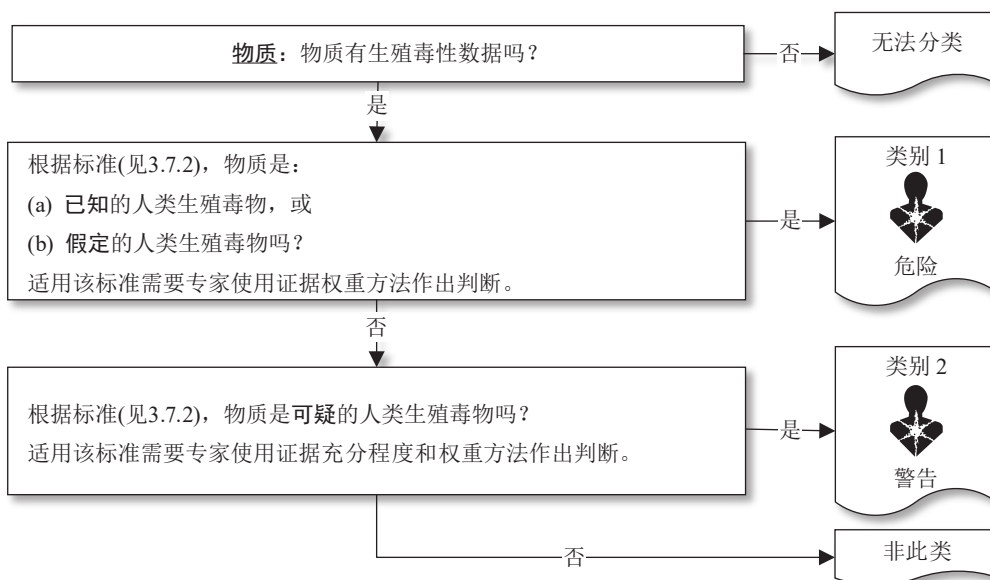 物质：物质有生殖毒性数据吗？
否
无法分类
是
根据标准(见3.7.2)，物质是：
(a) 已知的人类生殖毒物，或
(b) 假定的人类生殖毒物吗？
适用该标准需要专家使用证据权重方法作出判断。
是
类别 1
危险
否
根据标准(见3.7.2)，物质是可疑的人类生殖毒物吗？
适用该标准需要专家使用证据充分程度和权重方法作出判断。
是
类别 2
警告
否
非此类